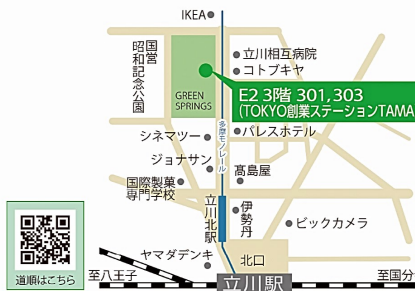 IKEA
国営
昭和記念公園
立川相互病院
コトブキヤ
GREEN
SPRINGS
E2 3階 301,303
(TOKYO創業ステーションTAMA
多摩モノレール
シネマツー
パレスホテル
ジョナサン
髙島屋
国際製菓
専門学校
立川北駅
伊勢丹
ビックカメラ
ヤマダデンキ
北口
道順はこちら
至八王子
立川駅
至国分